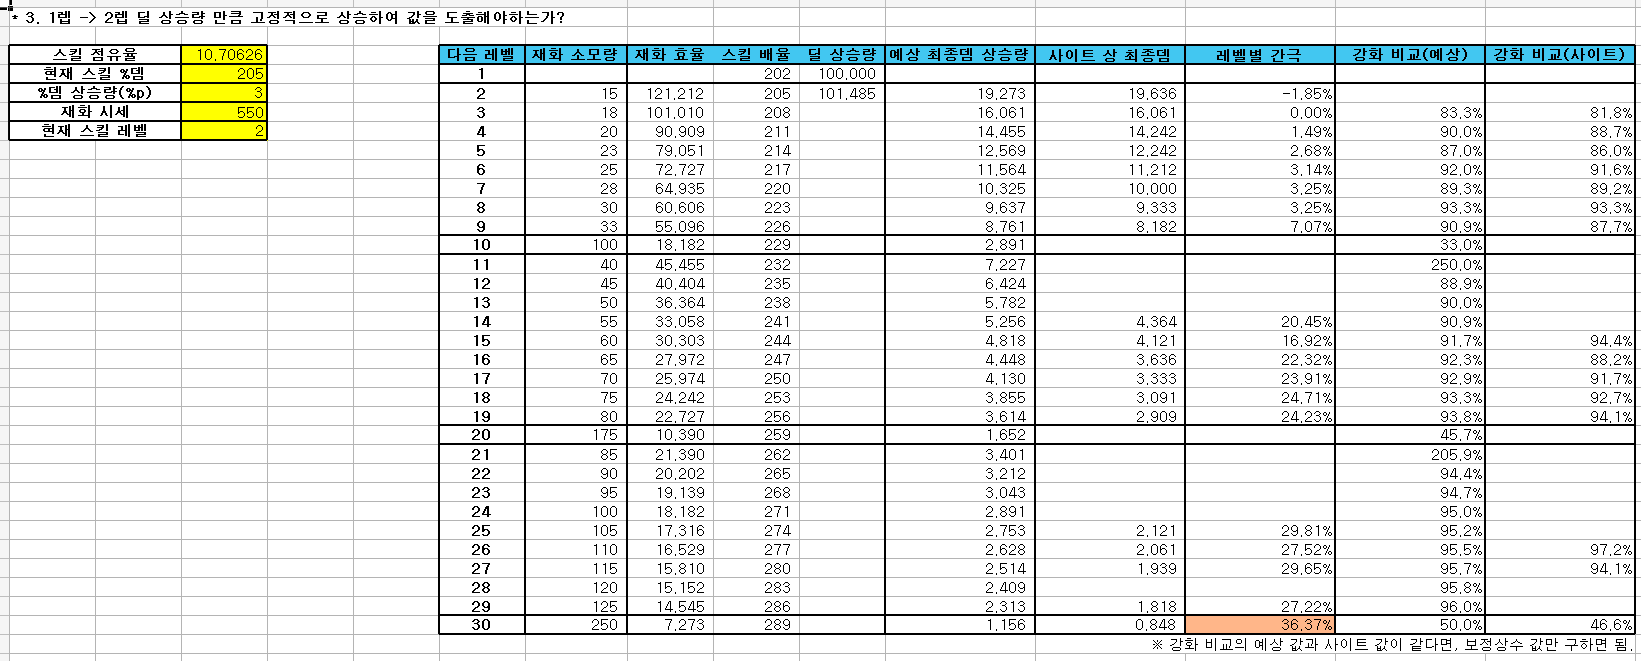 * 3. 1렙 -> 2렙 딜 상승량 만큼 고정적으로 상승하여 값을 도출해야하는가?
스킬 점유율 10.70626
현재 스킬 %뎀 205
%뎀 상승량(%p) 3
재화 시세 550
현재 스킬 레벨 2
다음 레벨 재화 소모량 재화 효율 스킬 배율 딜 상승량 예상 최종뎀 상승량 사이트 상 최종뎀 레벨별 간극 강화 비교(예상) 강화 비교(사이트)
1 202 100.000
2 15 121.212 205 101.485 19.273 19.636 -1.85%
3 18 101.010 208 16.061 16.061 0.00% 83.3% 81.8%
4 20 90.909 211 14.455 14.242 1.49% 90.0% 88.7%
5 23 79.051 214 12.569 12.242 2.68% 87.0% 86.0%
6 25 72.727 217 11.564 11.212 3.14% 92.0% 91.6%
7 28 64.935 220 10.325 10.000 3.25% 89.3% 89.2%
8 30 60.606 223 9.637 9.333 3.25% 93.3% 93.3%
9 33 55.096 226 8.761 8.182 7.07% 90.9% 87.7%
10 100 18.182 229 2.891 33.0%
11 40 45.455 232 7.227 250.0%
12 45 40.404 235 6.424 88.9%
13 50 36.364 238 5.782 90.0%
14 55 33.058 241 5.256 4.364 20.45% 90.9%
15 60 30.303 244 4.818 4.121 16.92% 91.7% 94.4%
16 65 27.972 247 4.448 3.636 22.32% 92.3% 88.2%
17 70 25.974 250 4.130 3.333 23.91% 92.9% 91.7%
18 75 24.242 253 3.855 3.091 24.71% 93.3% 92.7%
19 80 22.727 256 3.614 2.909 24.23% 93.8% 94.1%
20 175 10.390 259 1.652 45.7%
21 85 21.390 262 3.401 205.9%
22 90 20.202 265 3.212 94.4%
23 95 19.139 268 3.043 94.7%
24 100 18.182 271 2.891 95.0%
25 105 17.316 274 2.753 2.121 29.81% 95.2%
26 110 16.529 277 2.628 2.061 27.52% 95.5% 97.2%
27 115 15.810 280 2.514 1.939 29.65% 95.7% 94.1%
28 120 15.152 283 2.409 95.8%
29 125 14.545 286 2.313 1.818 27.22% 96.0%
30 250 7.273 289 1.156 0.848 36.37% 50.0% 46.6%
※ 강화 비교의 예상 값과 사이트 값이 같다면, 보정상수 값만 구하면 됨.